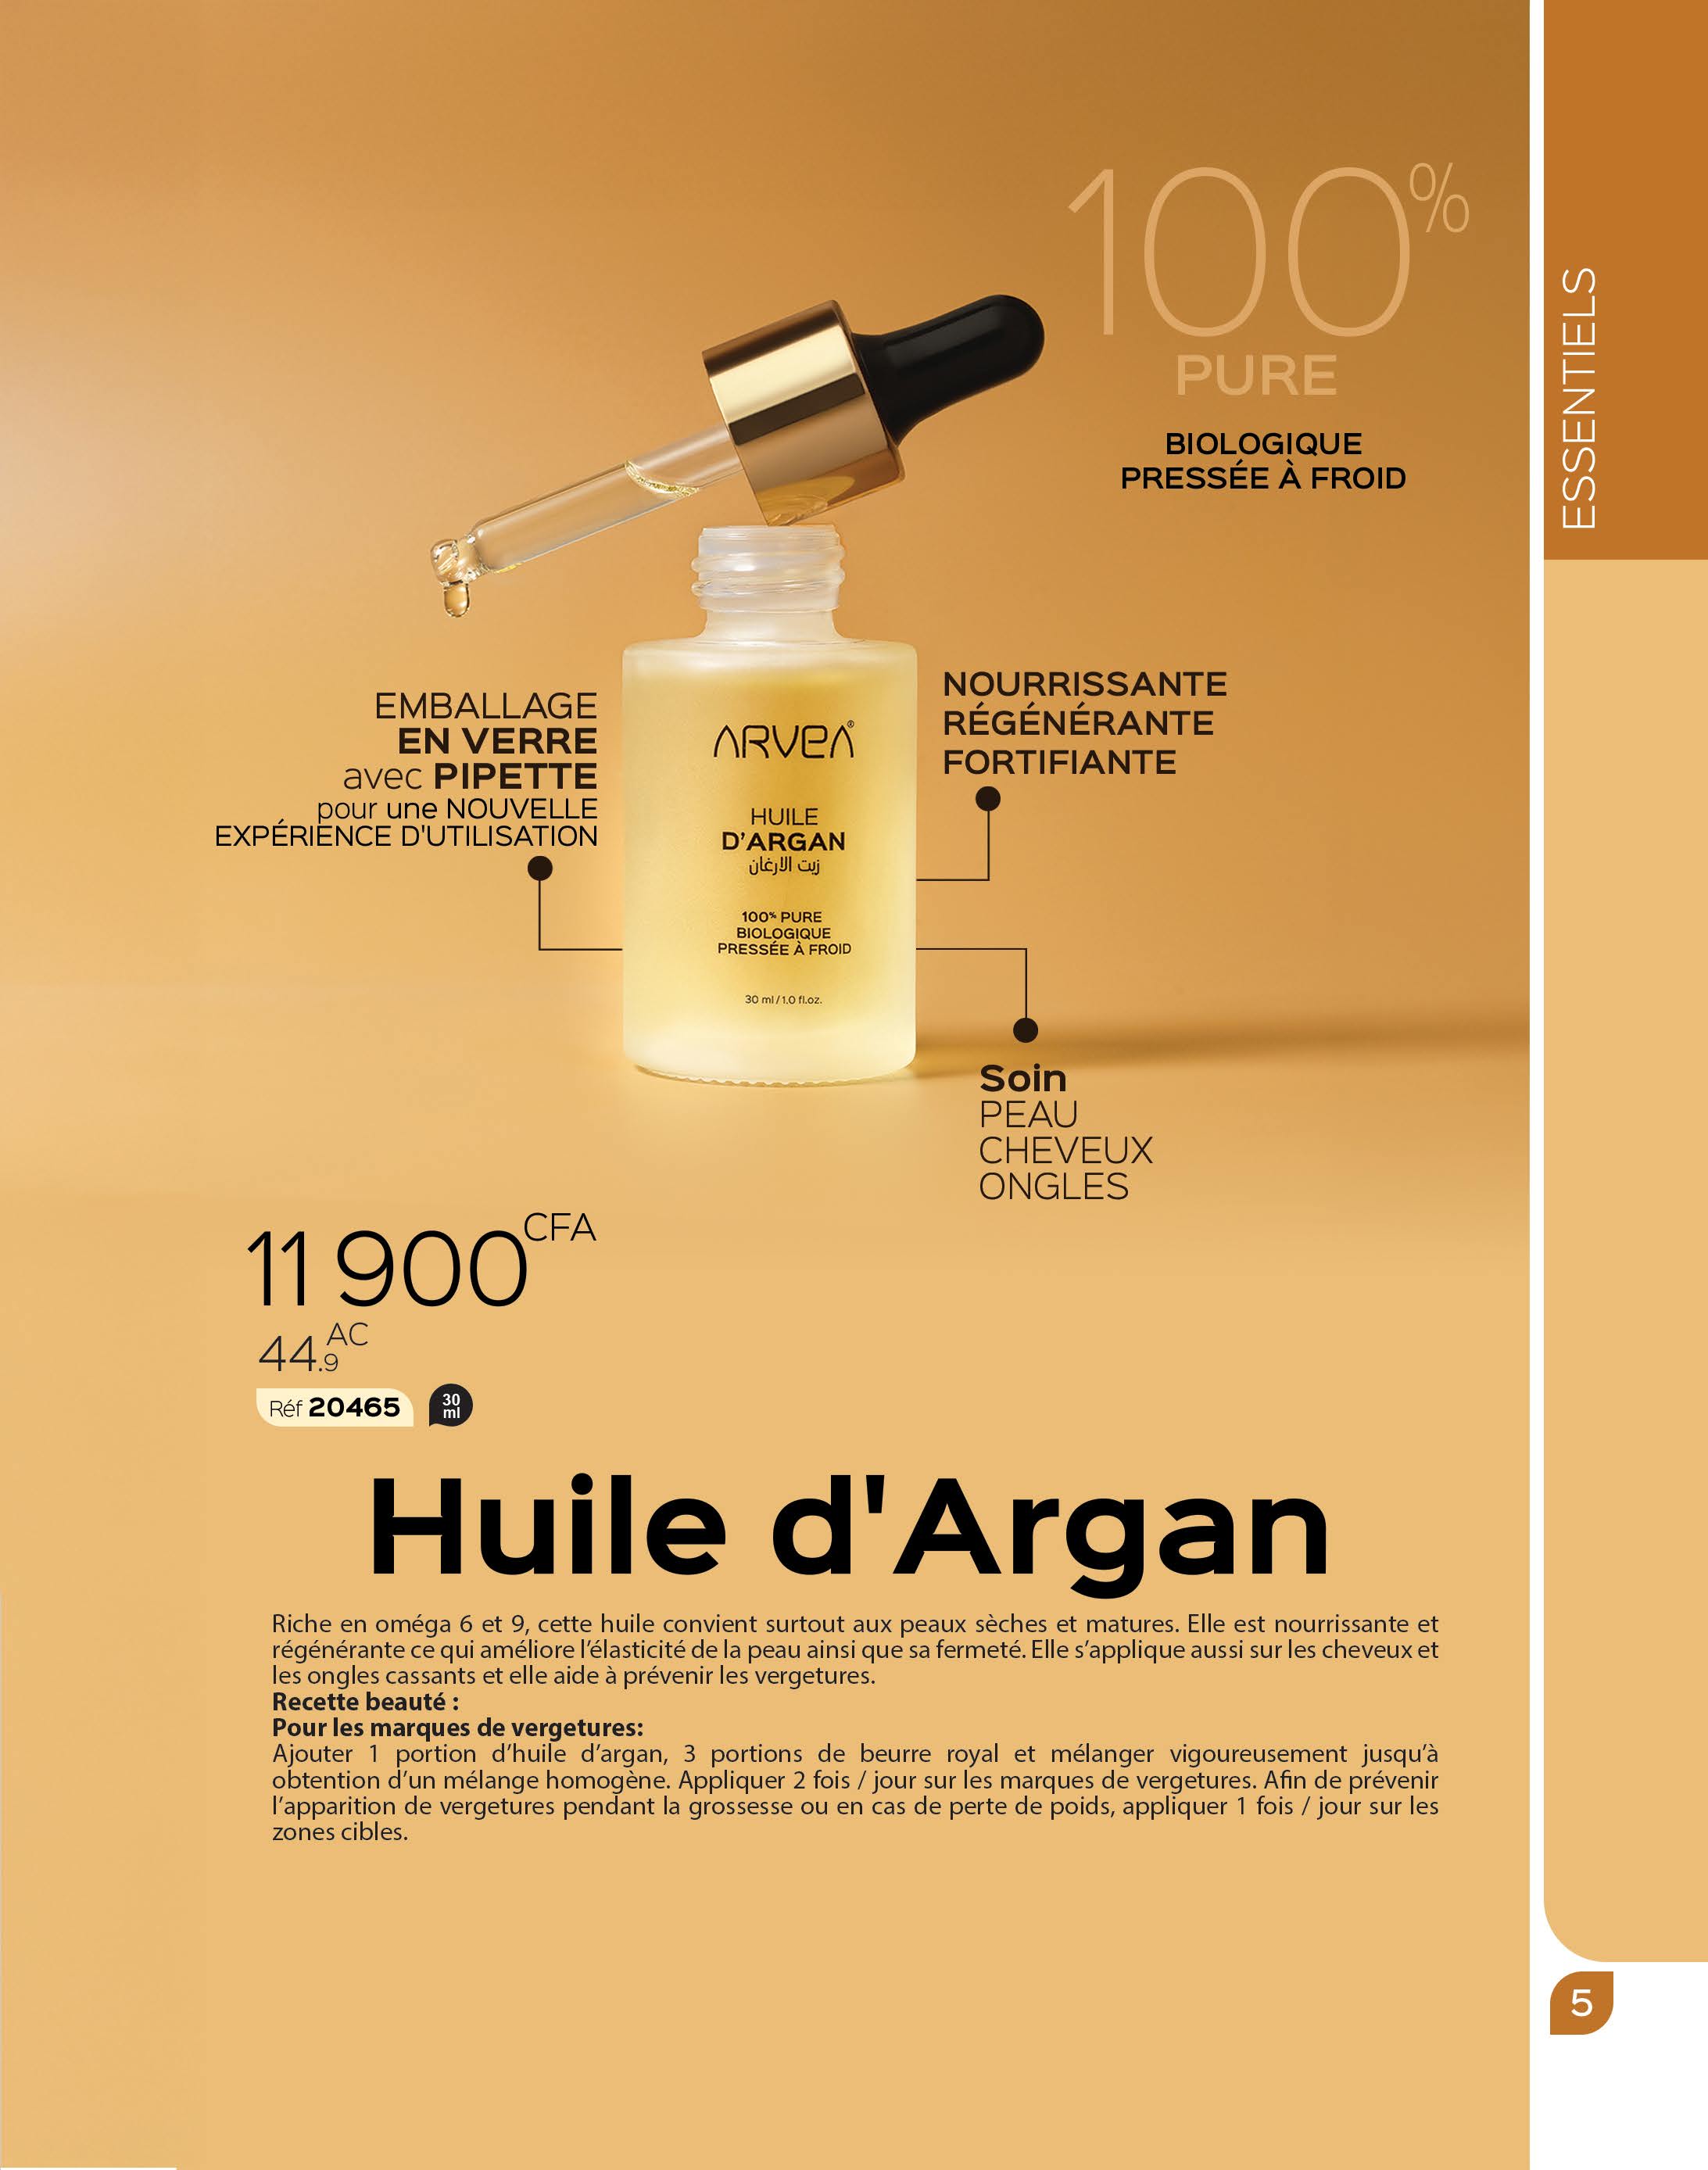 100%
PURE
BIOLOGIQUE
PRESSÉE À FROID
ESSENTIELS
EMBALLAGE
EN VERRE
avec PIPETTE
pour une NOUVELLE
EXPÉRIENCE D'UTILISATION
NOURRISSANTE
RÉGÉNÉRANTE
FORTIFIANTE
ARVEA®
HUILE
D'ARGAN
زيت الارغان
100% PURE
BIOLOGIQUE
PRESSÉE À FROID
30 ml / 1.0 fl.oz.
Soin
PEAU
CHEVEUX
ONGLES
11 900 CFA
44.9 AC
Réf 20465
30
ml
Huile d'Argan
Riche en oméga 6 et 9, cette huile convient surtout aux peaux sèches et matures. Elle est nourrissante et
régénérante ce qui améliore l’élasticité de la peau ainsi que sa fermeté. Elle s’applique aussi sur les cheveux et
les ongles cassants et elle aide à prévenir les vergetures.
Recette beauté :
Pour les marques de vergetures:
Ajouter 1 portion d’huile d’argan, 3 portions de beurre royal et mélanger vigoureusement jusqu’à
obtention d’un mélange homogène. Appliquer 2 fois / jour sur les marques de vergetures. Afin de prévenir
l’apparition de vergetures pendant la grossesse ou en cas de perte de poids, appliquer 1 fois / jour sur les
zones cibles.
5